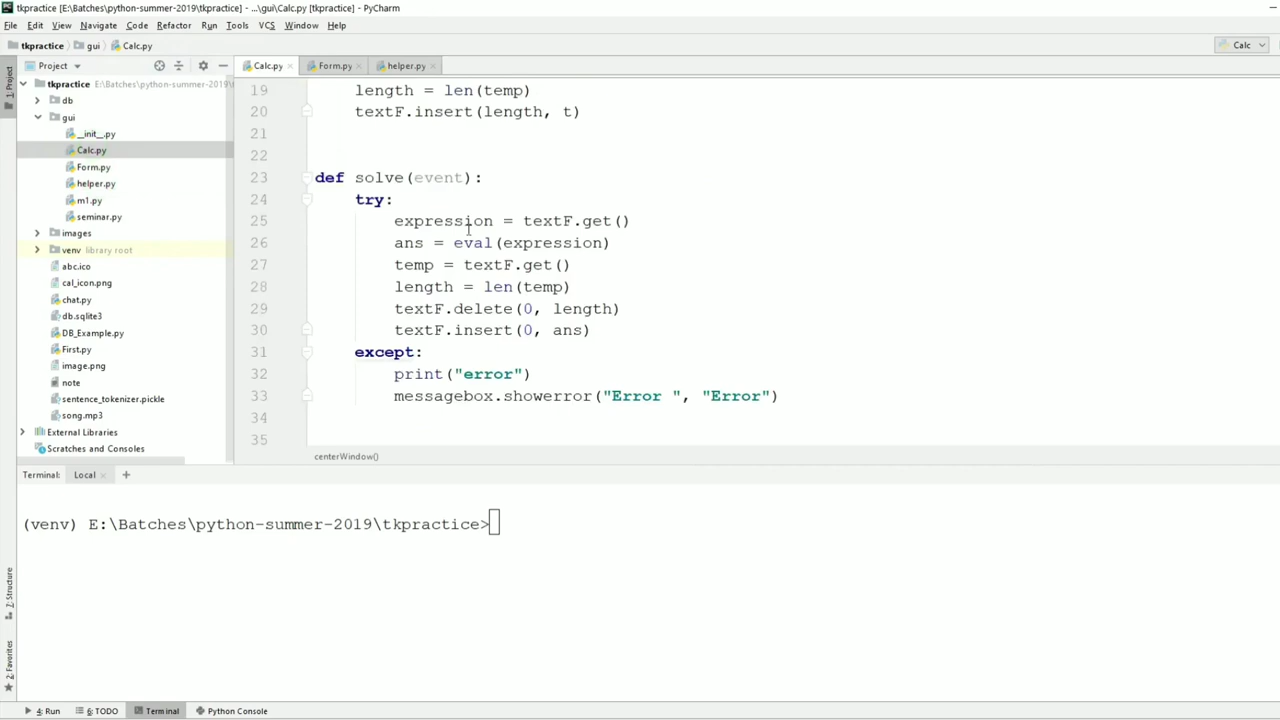 tkpractice [E:\Batches\python-summer-2019\tkpractice] - ...\gui\Calc.py [tkpractice] - PyCharm
File Edit View Navigate Code Refactor Run Tools VCS Window Help
tkpractice gui Calc.py
Calc
Project
Calc.py Form.py helper.py
1: Project
tkpractice E:\Batches\python-summer-2019\t
db
gui
__init__.py
Calc.py
Form.py
helper.py
m1.py
seminar.py
images
venv library root
abc.ico
cal_icon.png
chat.py
db.sqlite3
DB_Example.py
First.py
image.png
note
sentence_tokenizer.pickle
song.mp3
External Libraries
Scratches and Consoles
19 length = len(temp)
20 textF.insert(length, t)
21
22
23 def solve(event):
24 try:
25 expression = textF.get()
26 ans = eval(expression)
27 temp = textF.get()
28 length = len(temp)
29 textF.delete(0, length)
30 textF.insert(0, ans)
31 except:
32 print("error")
33 messagebox.showerror("Error ", "Error")
34
35
centerWindow()
Terminal: Local +
(venv) E:\Batches\python-summer-2019\tkpractice>
7: Structure
2: Favorites
4: Run 6: TODO Terminal Python Console